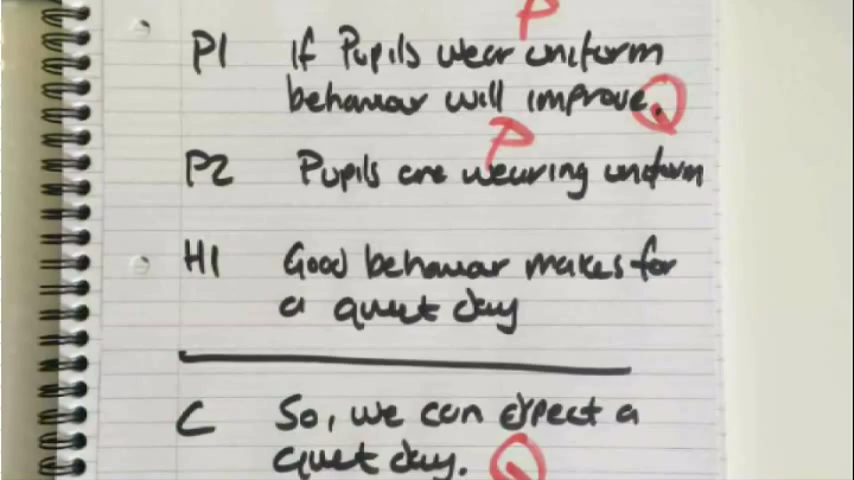 P
P1 If Pupils wear uniform
behaviour will improve. Q
P
P2 Pupils are wearing uniform
H1 Good behaviour makes for
a quiet day
C So, we can expect a
quiet day. Q